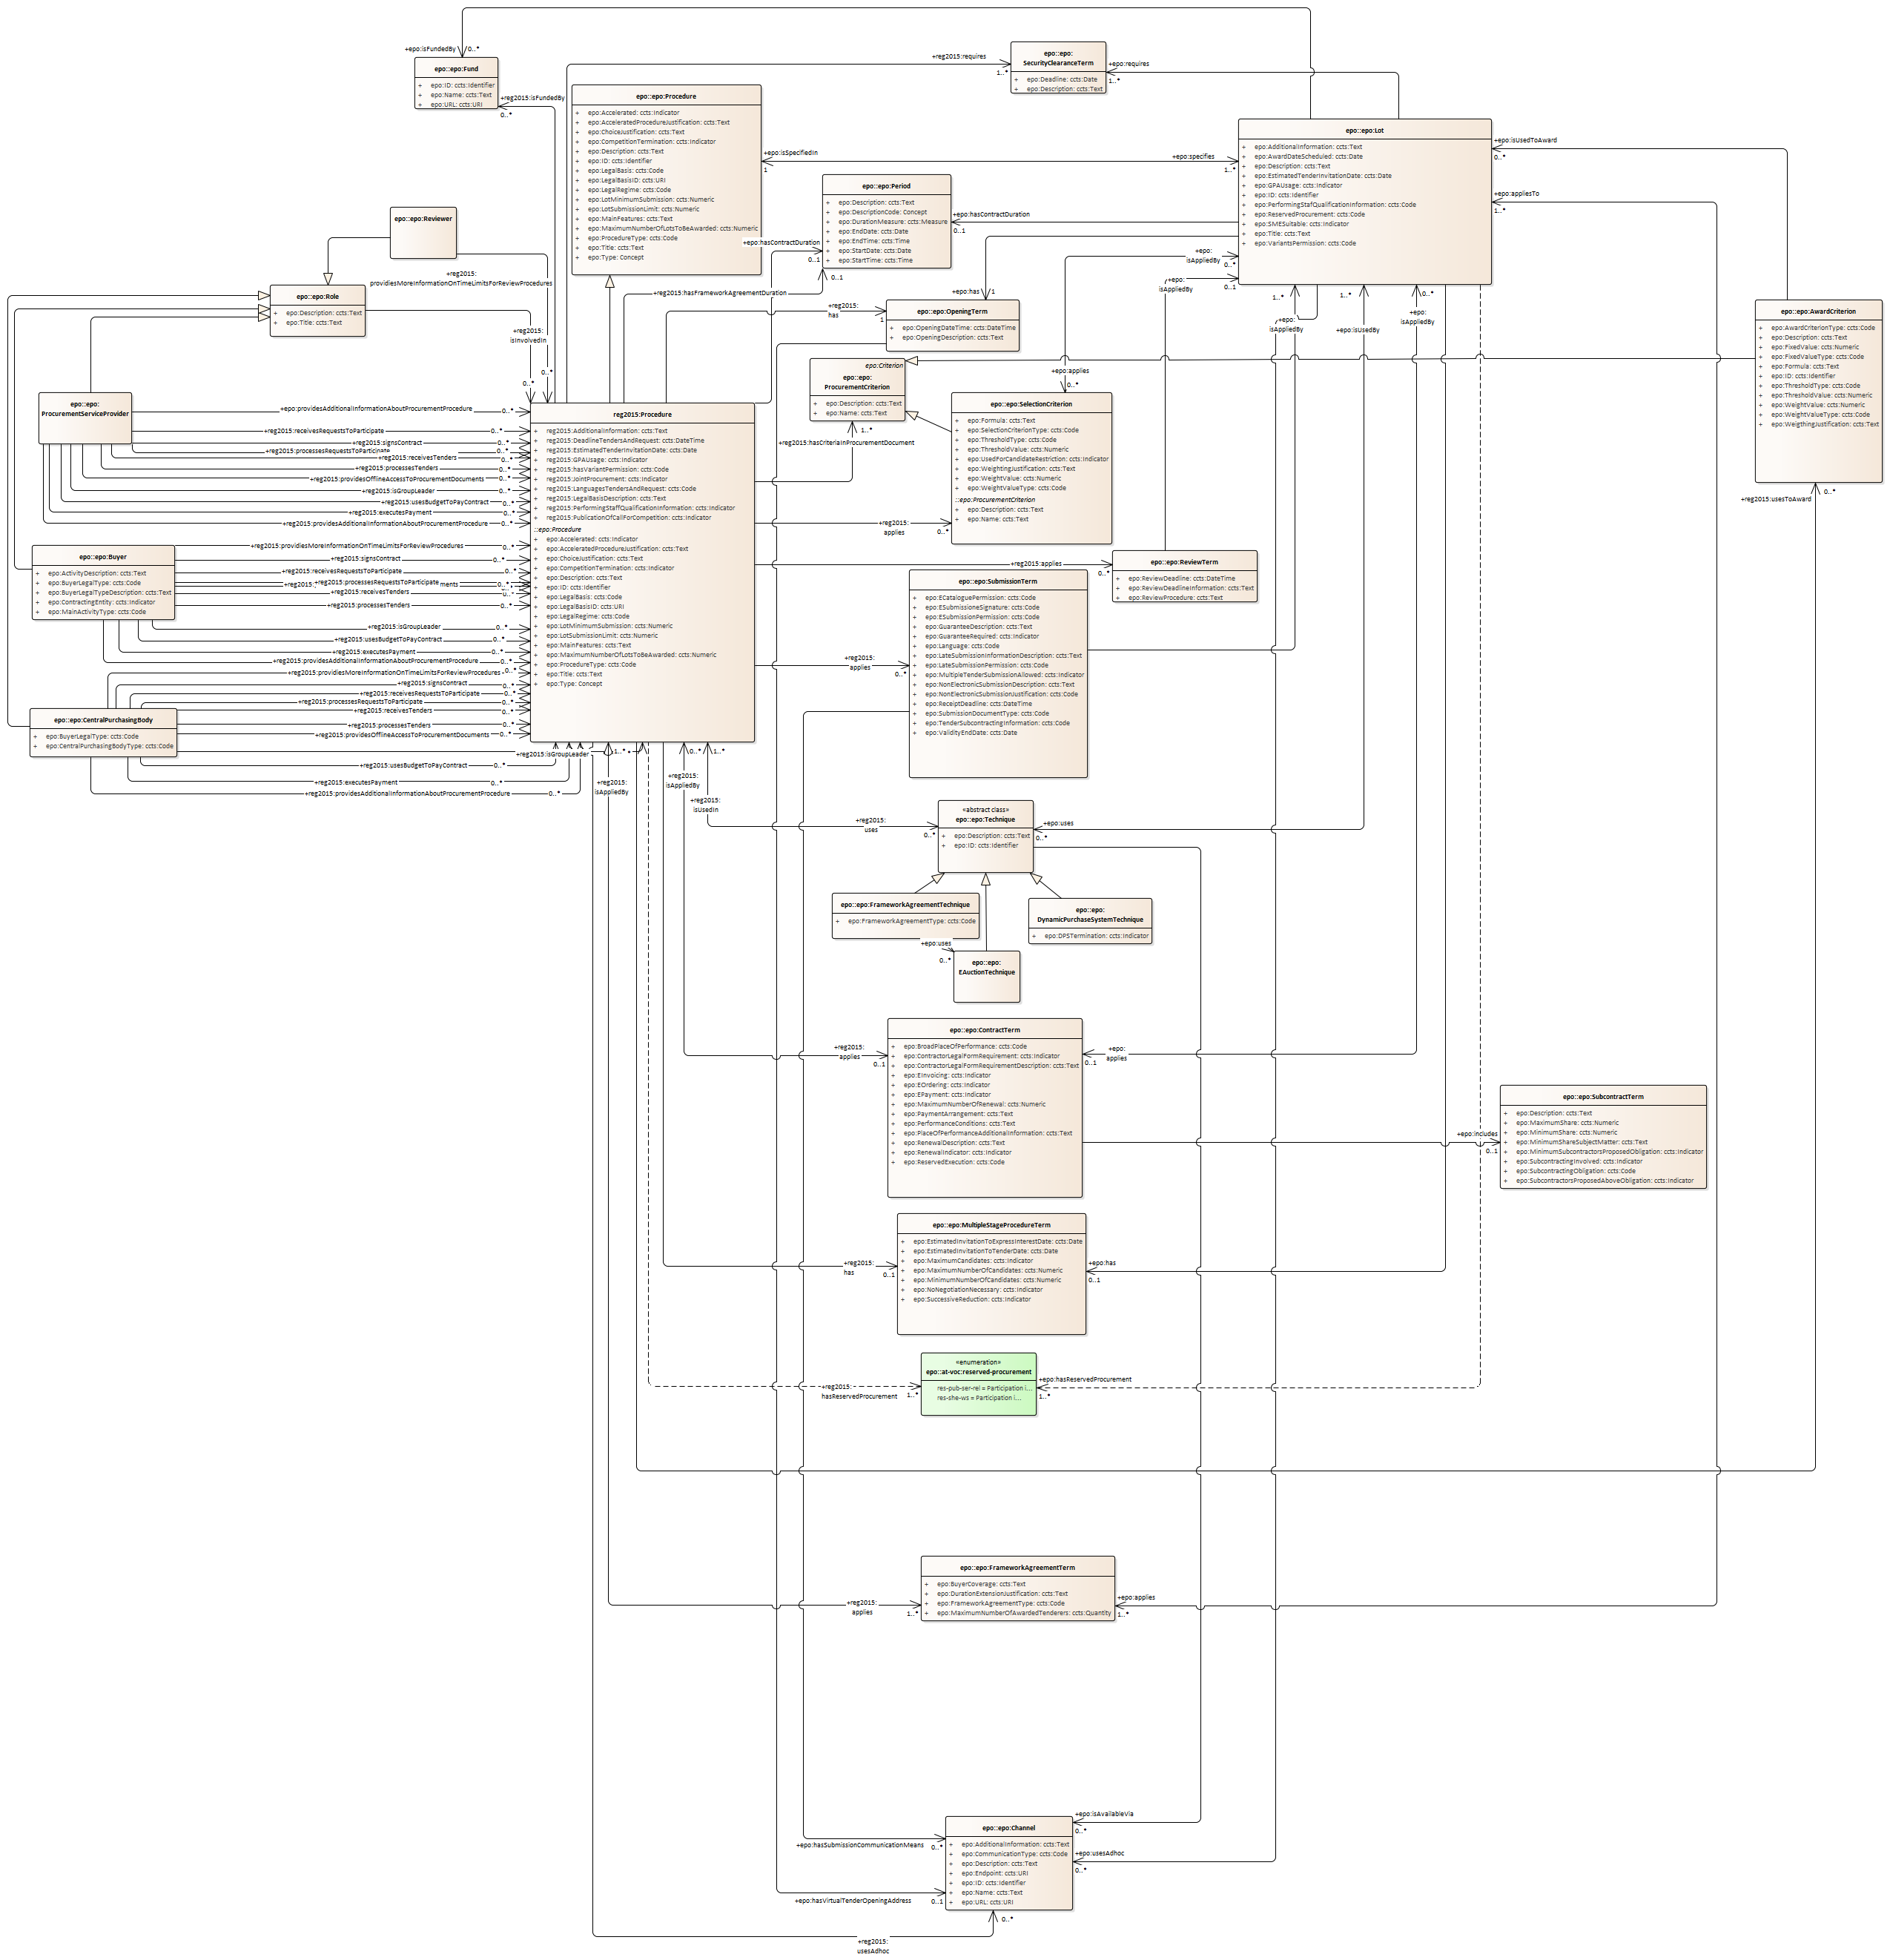 +epo:isFundedBy
0..*
epo::epo:Fund
+ epo:ID: ccts:Identifier
+ epo:Name: ccts:Text
+ epo:URL: ccts:URI
+reg2015:isFundedBy
0..*
+reg2015:requires
1..*
epo::epo:
SecurityClearanceTerm
+ epo:Deadline: ccts:Date
+ epo:Description: ccts:Text
+epo:requires
1..*
epo::epo:Procedure
+ epo:Accelerated: ccts:Indicator
+ epo:AcceleratedProcedureJustification: ccts:Text
+ epo:ChoiceJustification: ccts:Text
+ epo:CompetitionTermination: ccts:Indicator
+ epo:Description: ccts:Text
+ epo:ID: ccts:Identifier
+ epo:LegalBasis: ccts:Code
+ epo:LegalBasisID: ccts:URI
+ epo:LegalRegime: ccts:Code
+ epo:LotMinimumSubmission: ccts:Numeric
+ epo:LotSubmissionLimit: ccts:Numeric
+ epo:MainFeatures: ccts:Text
+ epo:MaximumNumberOfLotsToBeAwarded: ccts:Numeric
+ epo:ProcedureType: ccts:Code
+ epo:Title: ccts:Text
+ epo:Type: Concept
+epo:isSpecifiedIn
1
+epo:specifies
1..*
epo::epo:Lot
+ epo:AdditionalInformation: ccts:Text
+ epo:AwardDateScheduled: ccts:Date
+ epo:Description: ccts:Text
+ epo:EstimatedTenderInvitationDate: ccts:Date
+ epo:GPAUsage: ccts:Indicator
+ epo:ID: ccts:Identifier
+ epo:PerformingStafQualificationInformation: ccts:Code
+ epo:ReservedProcurement: ccts:Code
+ epo:SMESuitable: ccts:Indicator
+ epo:Title: ccts:Text
+ epo:VariantsPermission: ccts:Code
+epo:isUsedToAward
0..*
+epo:appliesTo
1..*
epo::epo:Period
+ epo:Description: ccts:Text
+ epo:DescriptionCode: Concept
+ epo:DurationMeasure: ccts:Measure
+ epo:EndDate: ccts:Date
+ epo:EndTime: ccts:Time
+ epo:StartDate: ccts:Date
+ epo:StartTime: ccts:Time
+epo:hasContractDuration
0..1
+epo:hasContractDuration
0..1
+reg2015:hasFrameworkAgreementDuration
0..1
epo::epo:Reviewer
+reg2015:
providiesMoreInformationOnTimeLimitsForReviewProcedures
0..*
epo::epo:Role
+ epo:Description: ccts:Text
+ epo:Title: ccts:Text
+reg2015:
isInvolvedIn
0..*
+reg2015:
has
1
+epo:has
1
epo::epo:OpeningTerm
+ epo:OpeningDateTime: ccts:DateTime
+ epo:OpeningDescription: ccts:Text
+epo:
isAppliedBy
0..*
+epo:
isAppliedBy
0..1
1..*
+epo:
isAppliedBy
1..*
+epo:isUsedBy
0..*
+epo:
isAppliedBy
epo::epo:AwardCriterion
+ epo:AwardCriterionType: ccts:Code
+ epo:Description: ccts:Text
+ epo:FixedValue: ccts:Numeric
+ epo:FixedValueType: ccts:Code
+ epo:Formula: ccts:Text
+ epo:ID: ccts:Identifier
+ epo:ThresholdType: ccts:Code
+ epo:ThresholdValue: ccts:Numeric
+ epo:WeightValue: ccts:Numeric
+ epo:WeightValueType: ccts:Code
+ epo:WeigthingJustification: ccts:Text
+reg2015:usesToAward
0..*
epo:Criterion
epo::epo:
ProcurementCriterion
+ epo:Description: ccts:Text
+ epo:Name: ccts:Text
1..*
+reg2015:hasCriteriaInProcurementDocument
+epo:applies
0..*
epo::epo:SelectionCriterion
+ epo:Formula: ccts:Text
+ epo:SelectionCriterionType: ccts:Code
+ epo:ThresholdType: ccts:Code
+ epo:ThresholdValue: ccts:Numeric
+ epo:UsedForCandidateRestriction: ccts:Indicator
+ epo:WeightingJustification: ccts:Text
+ epo:WeightValue: ccts:Numeric
+ epo:WeightValueType: ccts:Code
::epo:ProcurementCriterion
+ epo:Description: ccts:Text
+ epo:Name: ccts:Text
+reg2015:
applies
0..*
epo::epo:
ProcurementServiceProvider
+epo:providesAdditionalInformationAboutProcurementProcedure
0..*
+reg2015:receivesRequestsToParticipate
0..*
+reg2015:signsContract
0..*
+reg2015:processesRequestsToParticipate
+reg2015:receivesTenders
0..*
+reg2015:processesTenders
0..*
+reg2015:providesOfflineAccessToProcurementDocuments
0..*
+reg2015:isGroupLeader
0..*
+reg2015:usesBudgetToPayContract
0..*
+reg2015:executesPayment
0..*
+reg2015:providesAdditionalInformationAboutProcurementProcedure
0..*
reg2015:Procedure
+ reg2015:AdditionalInformation: ccts:Text
+ reg2015:DeadlineTendersAndRequest: ccts:DateTime
+ reg2015:EstimatedTenderInvitationDate: ccts:Date
+ reg2015:GPAUsage: ccts:Indicator
+ reg2015:hasVariantPermission: ccts:Code
+ reg2015:JointProcurement: ccts:Indicator
+ reg2015:LanguagesTendersAndRequest: ccts:Code
+ reg2015:LegalBasisDescription: ccts:Text
+ reg2015:PerformingStaffQualificationInformation: ccts:Indicator
+ reg2015:PublicationOfCallForCompetition: ccts:Indicator
::epo:Procedure
+ epo:Accelerated: ccts:Indicator
+ epo:AcceleratedProcedureJustification: ccts:Text
+ epo:ChoiceJustification: ccts:Text
+ epo:CompetitionTermination: ccts:Indicator
+ epo:Description: ccts:Text
+ epo:ID: ccts:Identifier
+ epo:LegalBasis: ccts:Code
+ epo:LegalBasisID: ccts:URI
+ epo:LegalRegime: ccts:Code
+ epo:LotMinimumSubmission: ccts:Numeric
+ epo:LotSubmissionLimit: ccts:Numeric
+ epo:MainFeatures: ccts:Text
+ epo:MaximumNumberOfLotsToBeAwarded: ccts:Numeric
+ epo:ProcedureType: ccts:Code
+ epo:Title: ccts:Text
+ epo:Type: Concept
epo::epo:Buyer
+ epo:ActivityDescription: ccts:Text
+ epo:BuyerLegalType: ccts:Code
+ epo:BuyerLegalTypeDescription: ccts:Text
+ epo:ContractingEntity: ccts:Indicator
+ epo:MainActivityType: ccts:Code
+reg2015:providiesMoreInformationOnTimeLimitsForReviewProcedures
0..*
+reg2015:signsContract
0..*
+reg2015:receivesRequestsToParticipate
0..*
+reg2015:processesRequestsToParticipate
ments
0..*
+reg2015:receivesTenders
0..*
+reg2015:processesTenders
0..*
+reg2015:isGroupLeader
0..*
+reg2015:usesBudgetToPayContract
0..*
+reg2015:executesPayment
0..*
+reg2015:providesAdditionalInformationAboutProcurementProcedure
0..*
+reg2015:providesMoreInformationOnTimeLimitsForReviewProcedures
0..*
+reg2015:signsContract
0..*
+reg2015:receivesRequestsToParticipate
0..*
+reg2015:processesRequestsToParticipate
0..*
+reg2015:receivesTenders
0..*
epo::epo:CentralPurchasingBody
+ epo:BuyerLegalType: ccts:Code
+ epo:CentralPurchasingBodyType: ccts:Code
+reg2015:processesTenders
0..*
+reg2015:providesOfflineAccessToProcurementDocuments
0..*
+reg2015:isGroupLeader
+reg2015:usesBudgetToPayContract
0..*
+reg2015:executesPayment
0..*
+reg2015:providesAdditionalInformationAboutProcurementProcedure
0..*
+reg2015:applies
0..*
epo::epo:ReviewTerm
+ epo:ReviewDeadline: ccts:DateTime
+ epo:ReviewDeadlineInformation: ccts:Text
+ epo:ReviewProcedure: ccts:Text
epo::epo:SubmissionTerm
+ epo:ECataloguePermission: ccts:Code
+ epo:ESubmissioneSignature: ccts:Code
+ epo:ESubmissionPermission: ccts:Code
+ epo:GuaranteeDescription: ccts:Text
+ epo:GuaranteeRequired: ccts:Indicator
+ epo:Language: ccts:Code
+ epo:LateSubmissionInformationDescription: ccts:Text
+ epo:LateSubmissionPermission: ccts:Code
+ epo:MultipleTenderSubmissionAllowed: ccts:Indicator
+ epo:NonElectronicSubmissionDescription: ccts:Text
+ epo:NonElectronicSubmissionJustification: ccts:Code
+ epo:ReceiptDeadline: ccts:DateTime
+ epo:SubmissionDocumentType: ccts:Code
+ epo:TenderSubcontractingInformation: ccts:Code
+ epo:ValidityEndDate: ccts:Date
+reg2015:
applies
0..*
1..*
+reg2015:
isAppliedBy
0..*
+reg2015:
isAppliedBy
1..*
+reg2015:
isUsedIn
+reg2015:
uses
0..*
«abstract class»
epo::epo:Technique
+ epo:Description: ccts:Text
+ epo:ID: ccts:Identifier
+epo:uses
0..*
epo::epo:FrameworkAgreementTechnique
+ epo:FrameworkAgreementType: ccts:Code
epo::epo:
DynamicPurchaseSystemTechnique
+ epo:DPSTermination: ccts:Indicator
+epo:uses
0..*
epo::epo:
EAuctionTechnique
epo::epo:ContractTerm
+ epo:BroadPlaceOfPerformance: ccts:Code
+ epo:ContractorLegalFormRequirement: ccts:Indicator
+ epo:ContractorLegalFormRequirementDescription: ccts:Text
+ epo:EInvoicing: ccts:Indicator
+ epo:EOrdering: ccts:Indicator
+ epo:EPayment: ccts:Indicator
+ epo:MaximumNumberOfRenewal: ccts:Numeric
+ epo:PaymentArrangement: ccts:Text
+ epo:PerformanceConditions: ccts:Text
+ epo:PlaceOfPerformanceAdditionalInformation: ccts:Text
+ epo:RenewalDescription: ccts:Text
+ epo:RenewalIndicator: ccts:Indicator
+ epo:ReservedExecution: ccts:Code
+reg2015:
applies
0..1
+epo:
applies
0..1
+epo:includes
0..1
epo::epo:SubcontractTerm
+ epo:Description: ccts:Text
+ epo:MaximumShare: ccts:Numeric
+ epo:MinimumShare: ccts:Numeric
+ epo:MinimumShareSubjectMatter: ccts:Text
+ epo:MinimumSubcontractorsProposedObligation: ccts:Indicator
+ epo:SubcontractingInvolved: ccts:Indicator
+ epo:SubcontractingObligation: ccts:Code
+ epo:SubcontractorsProposedAboveObligation: ccts:Indicator
epo::epo:MultipleStageProcedureTerm
+ epo:EstimatedInvitationToExpressInterestDate: ccts:Date
+ epo:EstimatedInvitationToTenderDate: ccts:Date
+ epo:MaximumCandidates: ccts:Indicator
+ epo:MaximumNumberOfCandidates: ccts:Numeric
+ epo:MinimumNumberOfCandidates: ccts:Numeric
+ epo:NoNegotiationNecessary: ccts:Indicator
+ epo:SuccessiveReduction: ccts:Indicator
+reg2015:
has
0..1
+epo:has
0..1
«enumeration»
epo::at-voc:reserved-procurement
res-pub-ser-rel = Participation i...
res-she-ws = Participation i...
+reg2015:
hasReservedProcurement
1..*
+epo:hasReservedProcurement
1..*
epo::epo:FrameworkAgreementTerm
+ epo:BuyerCoverage: ccts:Text
+ epo:DurationExtensionJustification: ccts:Text
+ epo:FrameworkAgreementType: ccts:Code
+ epo:MaximumNumberOfAwardedTenderers: ccts:Quantity
+reg2015:
applies
1..*
+epo:applies
1..*
epo::epo:Channel
+ epo:AdditionalInformation: ccts:Text
+ epo:CommunicationType: ccts:Code
+ epo:Description: ccts:Text
+ epo:Endpoint: ccts:URI
+ epo:ID: ccts:Identifier
+ epo:Name: ccts:Text
+ epo:URL: ccts:URI
+epo:isAvailableVia
0..*
+epo:hasSubmissionCommunicationMeans
0..*
+epo:usesAdhoc
0..*
+epo:hasVirtualTenderOpeningAddress
0..1
0..*
+reg2015:
usesAdhoc